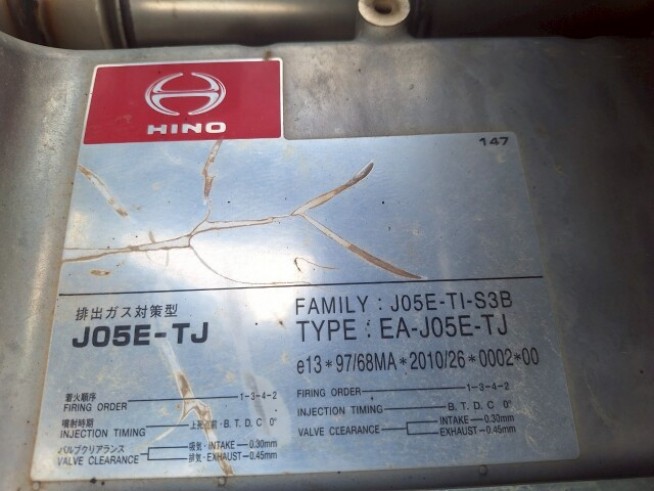 HINO
147
排出ガス対策型
J05E-TJ
FAMILY : J05E-TI-S3B
TYPE : EA-J05E-TJ
e13*97/68MA*2010/26*0002*00
着火順序
FIRING ORDER 1-3-4-2
噴射時期
INJECTION TIMING 上死点前・B. T. D. C 0°
バルブクリアランス
VALVE CLEARANCE
吸気・INTAKE 0.30mm
排気・EXHAUST 0.45mm
FIRING ORDER 1-3-4-2
INJECTION TIMING B. T. D. C 0°
VALVE CLEARANCE
INTAKE 0.30mm
EXHAUST 0.45mm